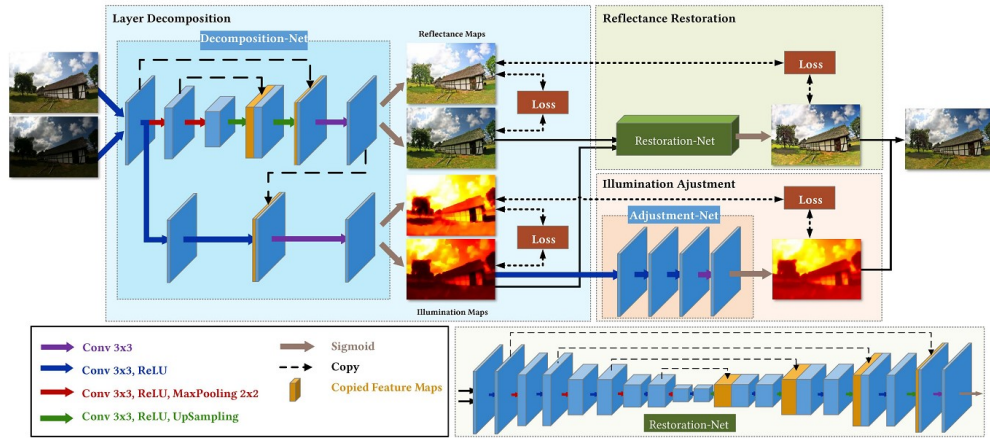 Layer Decomposition
Decomposition-Net
Reflectance Maps
Loss
Loss
Illumination Maps
Reflectance Restoration
Loss
Restoration-Net
Illumination Ajustment
Loss
Adjustment-Net
Conv 3x3
Conv 3x3, ReLU
Conv 3x3, ReLU, MaxPooling 2x2
Conv 3x3, ReLU, UpSampling
Sigmoid
Copy
Copied Feature Maps
Restoration-Net